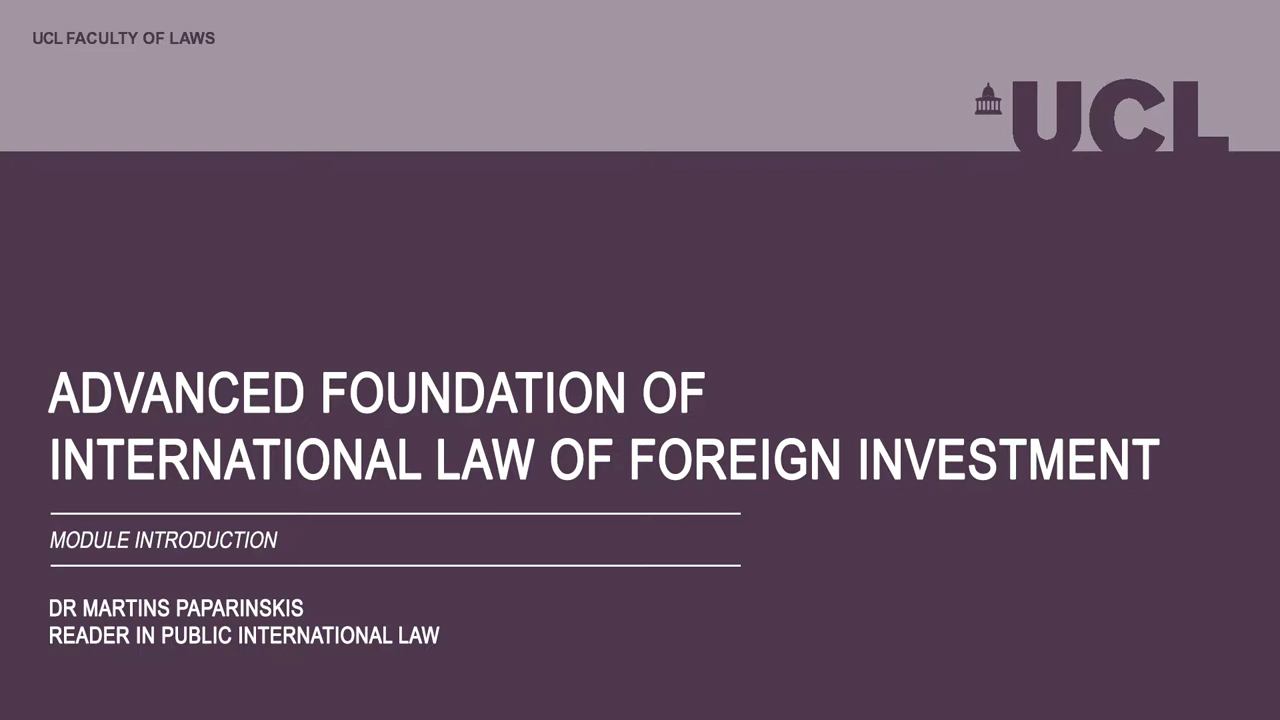 UCL FACULTY OF LAWS
UCL
ADVANCED FOUNDATION OF
INTERNATIONAL LAW OF FOREIGN INVESTMENT
MODULE INTRODUCTION
DR MARTINS PAPARINSKIS
READER IN PUBLIC INTERNATIONAL LAW